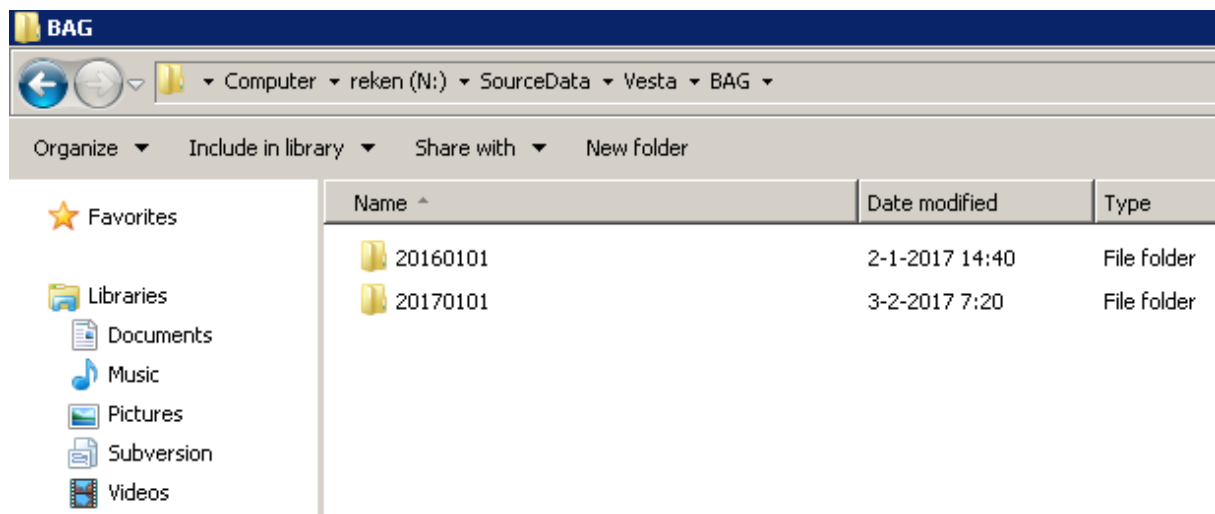 BAG
Computer reken (N:) SourceData Vesta BAG
Organize Include in library Share with New folder
Favorites
Libraries
Documents
Music
Pictures
Subversion
Videos
Name Date modified Type
20160101 2-1-2017 14:40 File folder
20170101 3-2-2017 7:20 File folder